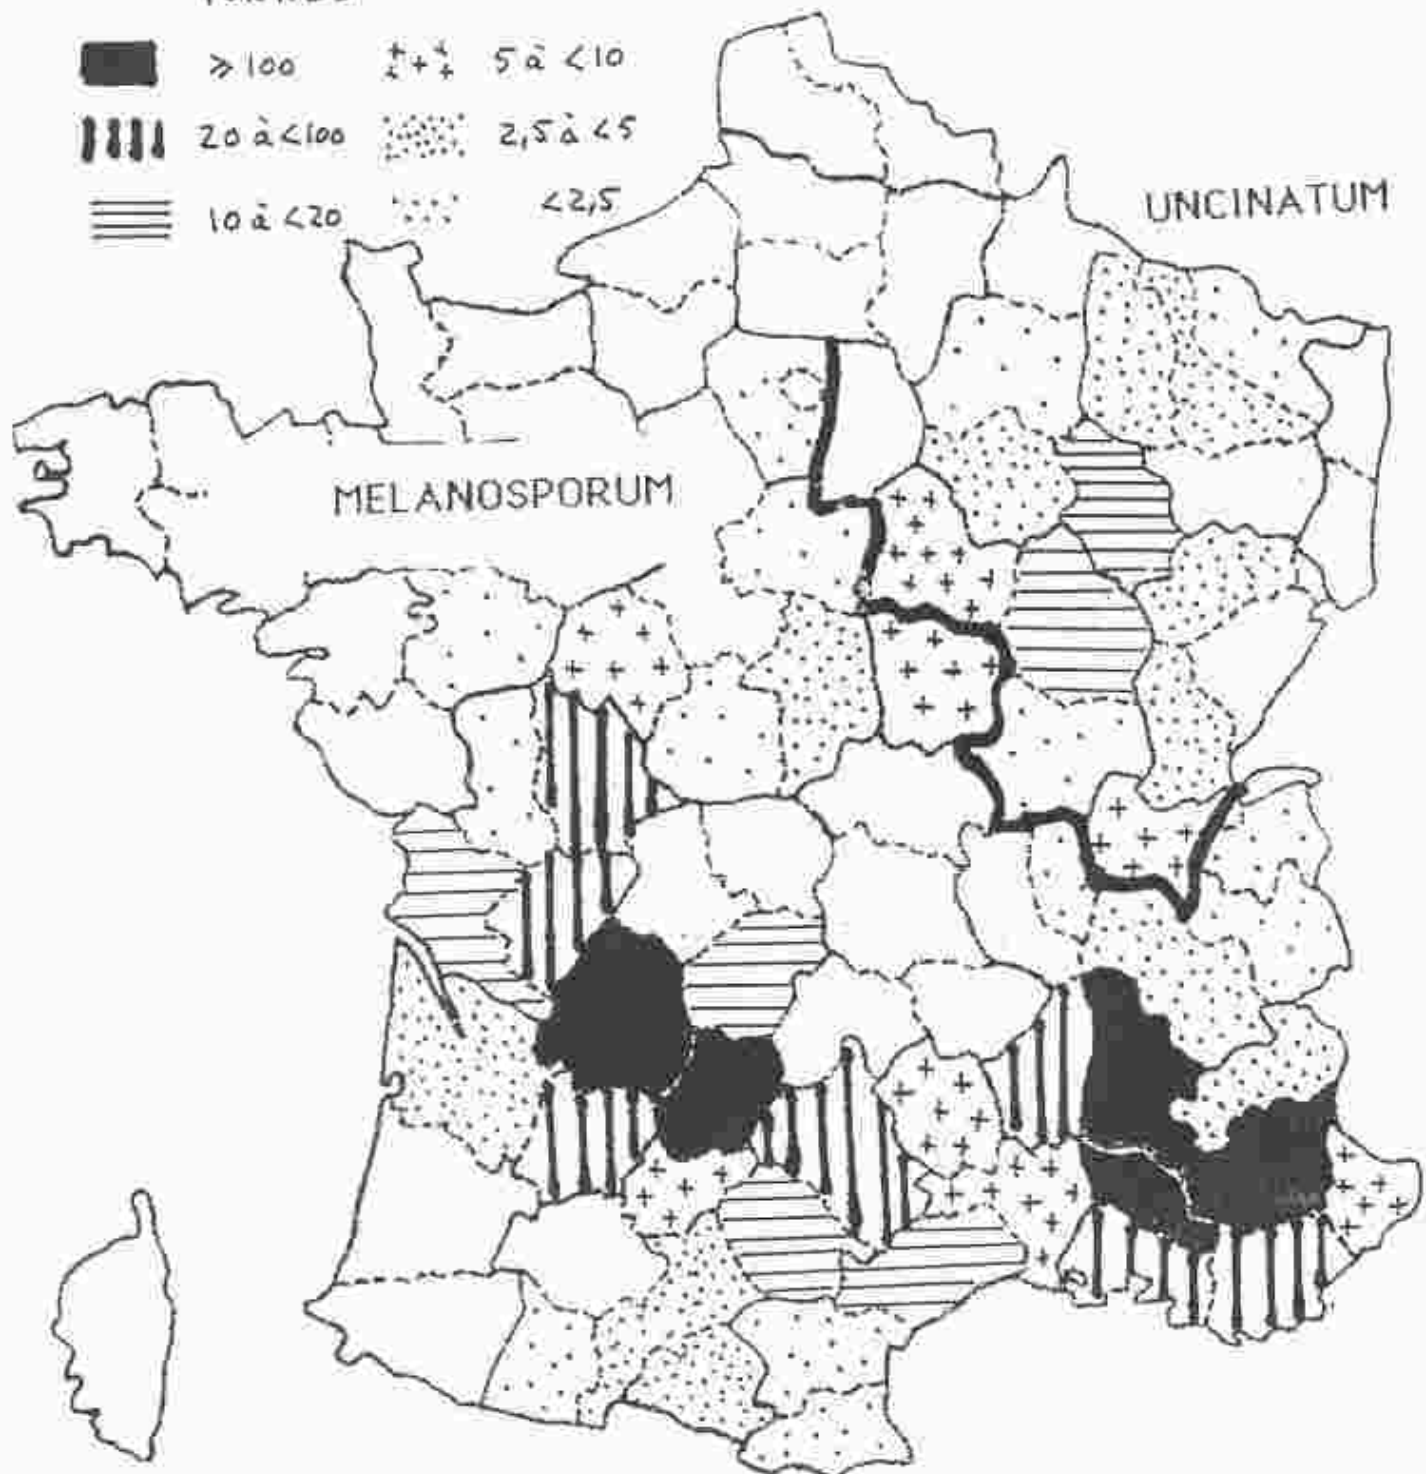 ≥ 100
5 à <10
20 à <100
2,5 à <5
10 à <20
<2,5
UNCINATUM
MELANOSPORUM